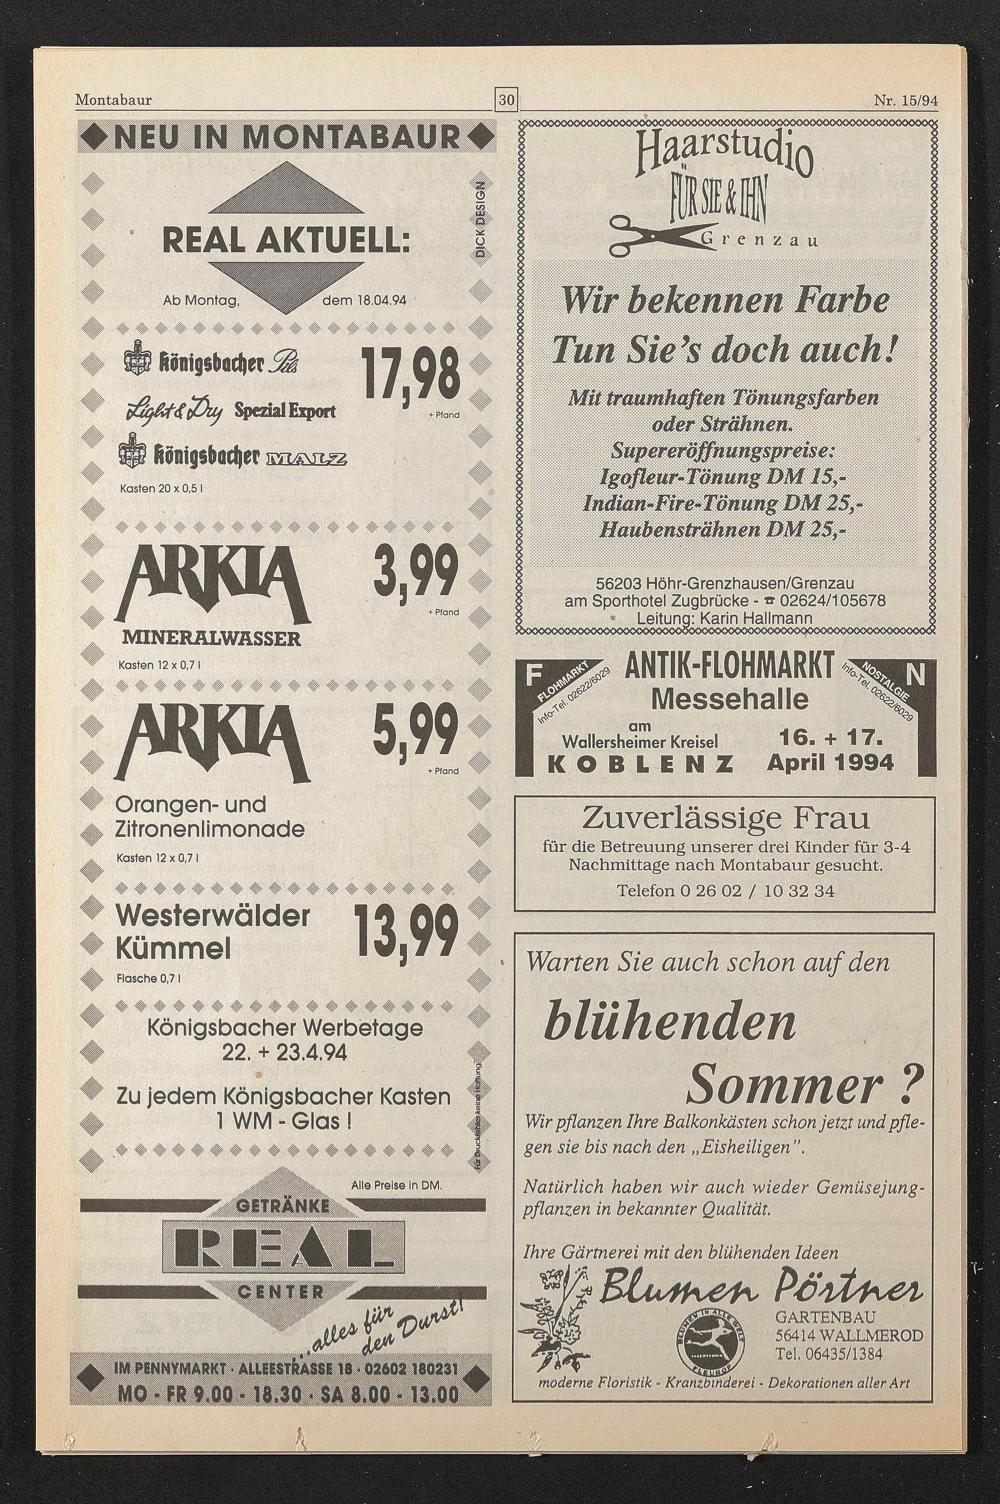 Montabaur
30
Nr. 15/94
NEU IN MONTABAUR
DICK DESIGN
REAL AKTUELL:
Ab Montag, dem 18.04.94
Königsbacher Pils
17,98
+ Pfand
Light & Dry Spezial Export
Königsbacher MALZ
Kasten 20 x 0,5 l
ARKIA
3,99
+ Pfand
MINERALWASSER
Kasten 12 x 0,7 l
ARKIA
5,99
+ Pfand
Orangen- und
Zitronenlimonade
Kasten 12 x 0,7 l
Westerwälder
Kümmel
13,99
Flasche 0,7 l
Königsbacher Werbetage
22. + 23.4.94
Zu jedem Königsbacher Kasten
1 WM - Glas !
Für Druckfehler keine Haftung!
Alle Preise in DM.
GETRÄNKE
REAL
CENTER
...alles für
den Durst!
IM PENNYMARKT · ALLEESTRASSE 18 · 02602 180231
MO - FR 9.00 - 18.30 · SA 8.00 - 13.00
Haarstudio
FÜR SIE & IHN
Grenzau
Wir bekennen Farbe
Tun Sie's doch auch!
Mit traumhaften Tönungsfarben
oder Strähnen.
Supereröffnungspreise:
Igofleur-Tönung DM 15,-
Indian-Fire-Tönung DM 25,-
Haubensträhnen DM 25,-
56203 Höhr-Grenzhausen/Grenzau
am Sporthotel Zugbrücke - ☎ 02624/105678
Leitung: Karin Hallmann
F
FLOHMARKT
Info-Tel. 02622/6029
ANTIK-FLOHMARKT
Messehalle
N
NOSTALGIE
Info-Tel. 02622/6029
am
Wallersheimer Kreisel
KOBLENZ
16. + 17.
April 1994
Zuverlässige Frau
für die Betreuung unserer drei Kinder für 3-4
Nachmittage nach Montabaur gesucht.
Telefon 0 26 02 / 10 32 34
Warten Sie auch schon auf den
blühenden
Sommer ?
Wir pflanzen Ihre Balkonkästen schon jetzt und pfle-
gen sie bis nach den „Eisheiligen".
Natürlich haben wir auch wieder Gemüsejung-
pflanzen in bekannter Qualität.
Ihre Gärtnerei mit den blühenden Ideen
Blumen Pörtner
BLUMEN IN ALLE WELT
FLEUROP
GARTENBAU
56414 WALLMEROD
Tel. 06435/1384
moderne Floristik - Kranzbinderei - Dekorationen aller Art